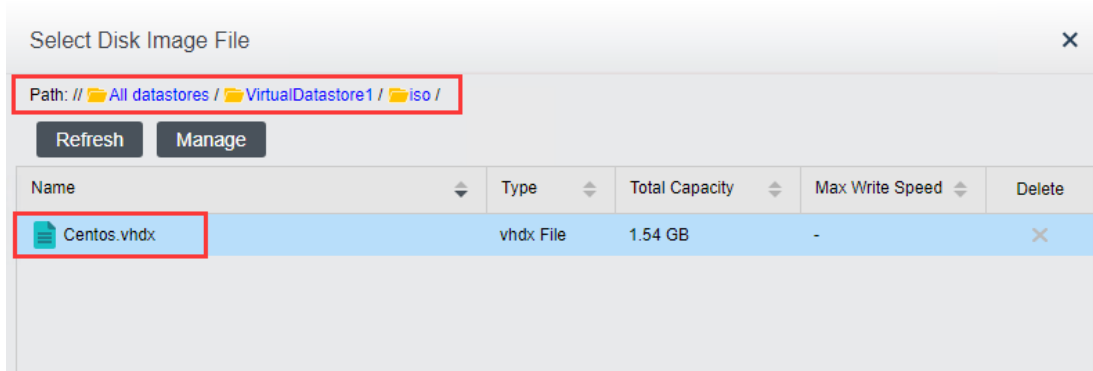 Select Disk Image File
Path: // All datastores / VirtualDatastore1 / iso /
Refresh Manage
Name Type Total Capacity Max Write Speed Delete
Centos.vhdx vhdx File 1.54 GB -